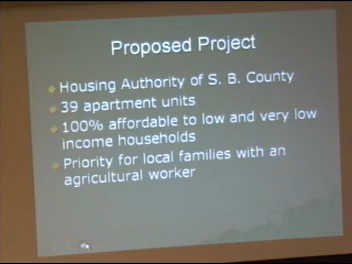 Proposed Project
Housing Authority of S. B. County
39 apartment units
100% affordable to low and very low
income households
Priority for local families with an
agricultural worker